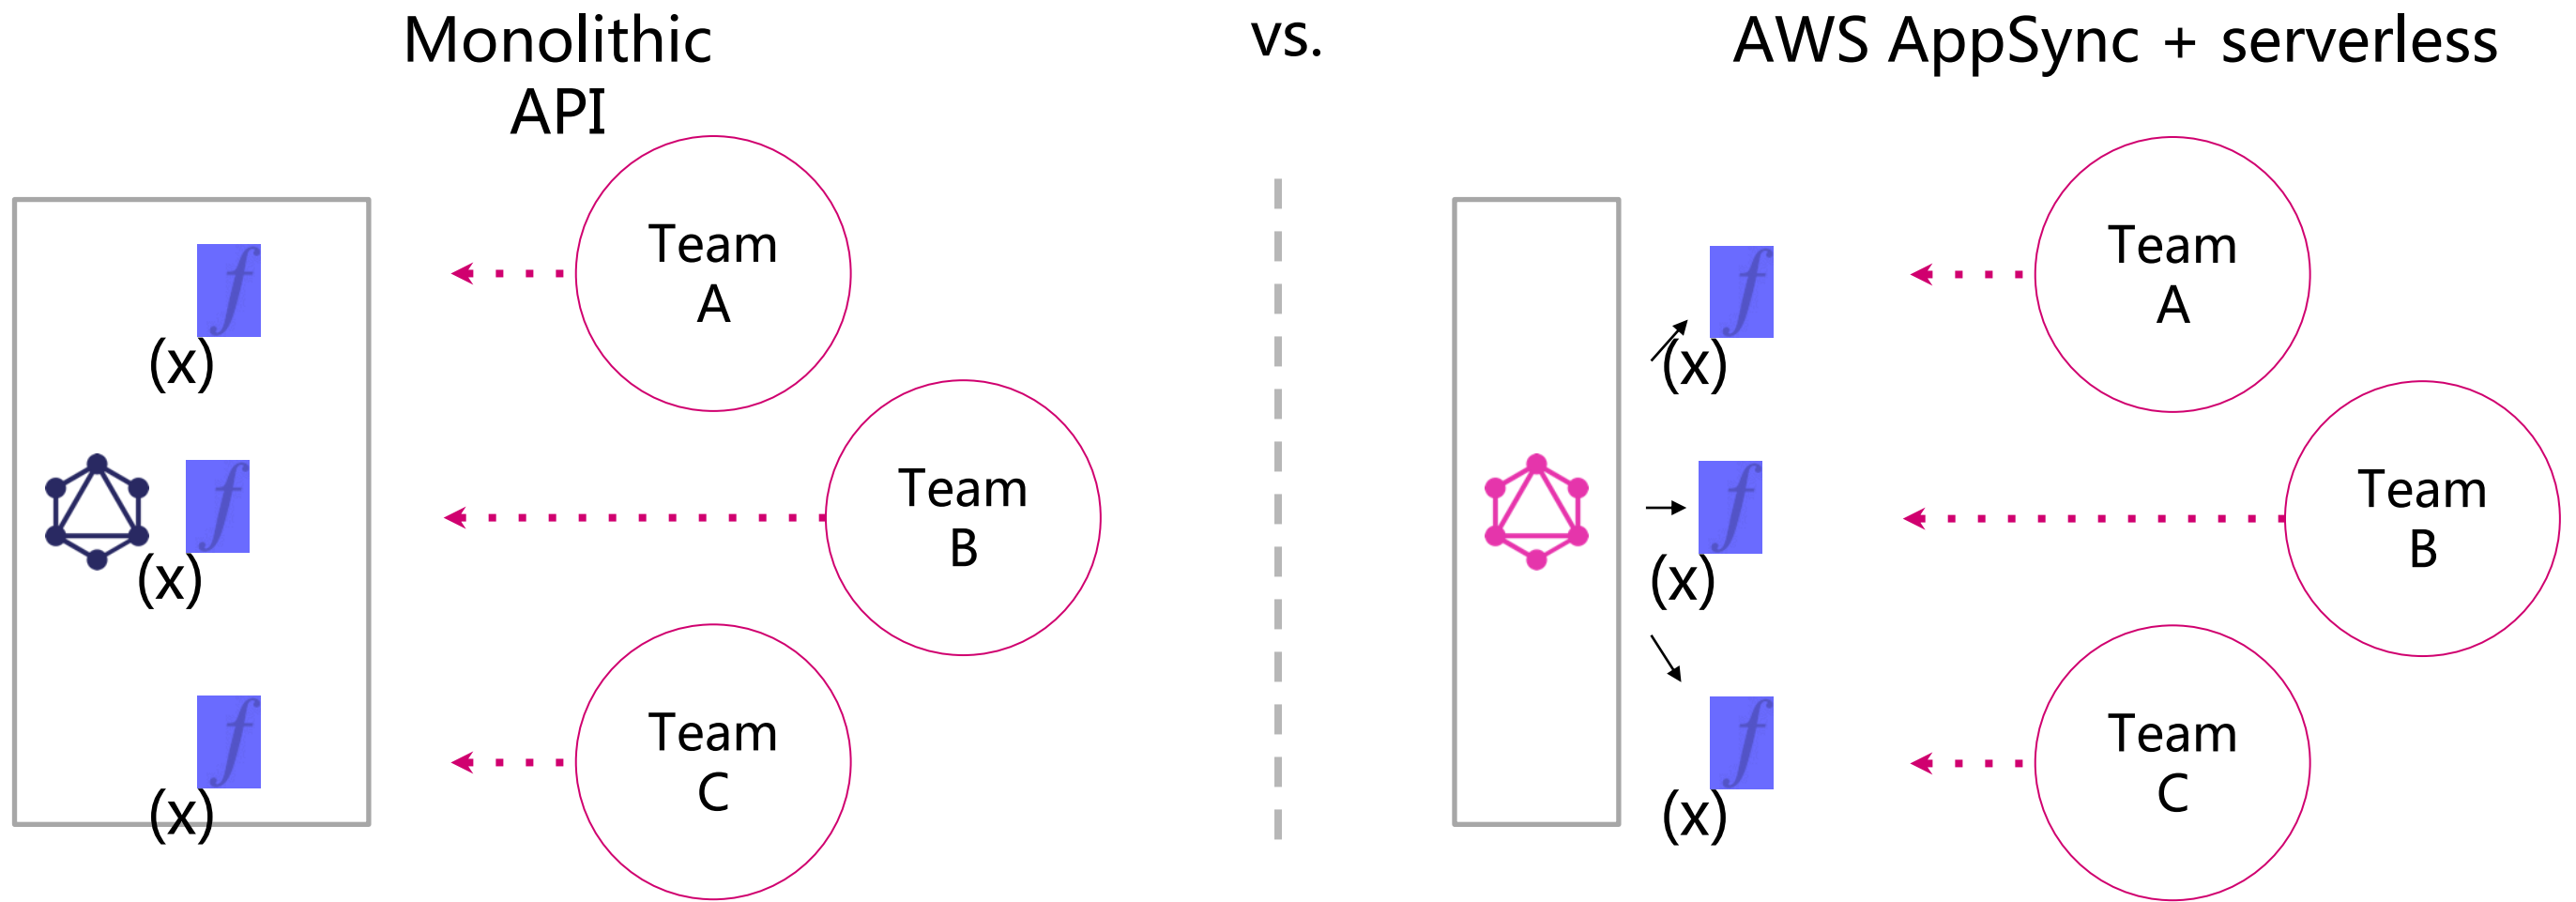 Monolithic
API
vs.
AWS AppSync + serverless
f
(x)
f
(x)
f
(x)
Team
A
Team
B
Team
C
f
(x)
f
(x)
f
(x)
Team
A
Team
B
Team
C